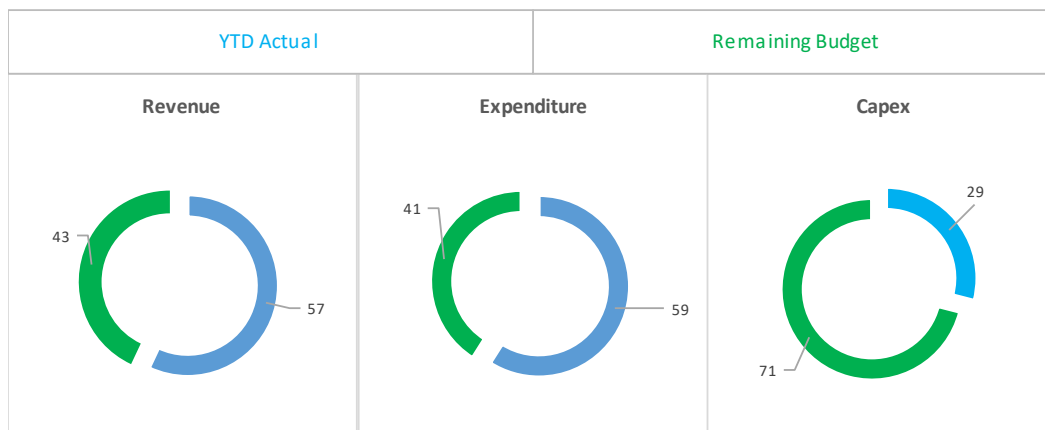 YTD Actual
Remaining Budget
Revenue
43
57
Expenditure
41
59
Capex
29
71